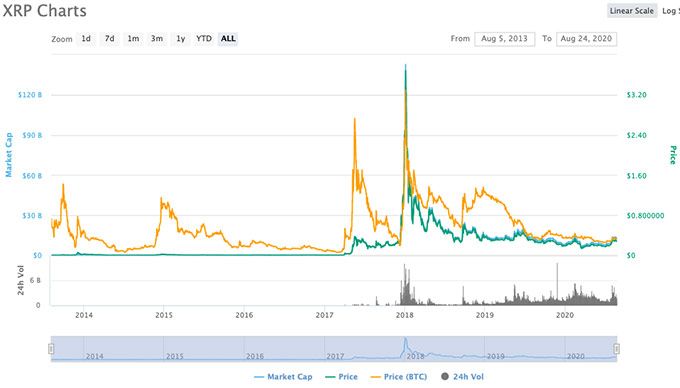 XRP Charts
Linear Scale Log S
Zoom 1d 7d 1m 3m 1y YTD ALL
From Aug 5, 2013 To Aug 24, 2020
$120 B $3.20
$90 B $2.40
$60 B $1.60
$30 B $0.800000
$0 $0
Market Cap
Price
6 B
0
24h Vol
2014 2015 2016 2017 2018 2019 2020
2014 2015 2016 2017 2018 2019 2020
Market Cap Price Price (BTC) 24h Vol